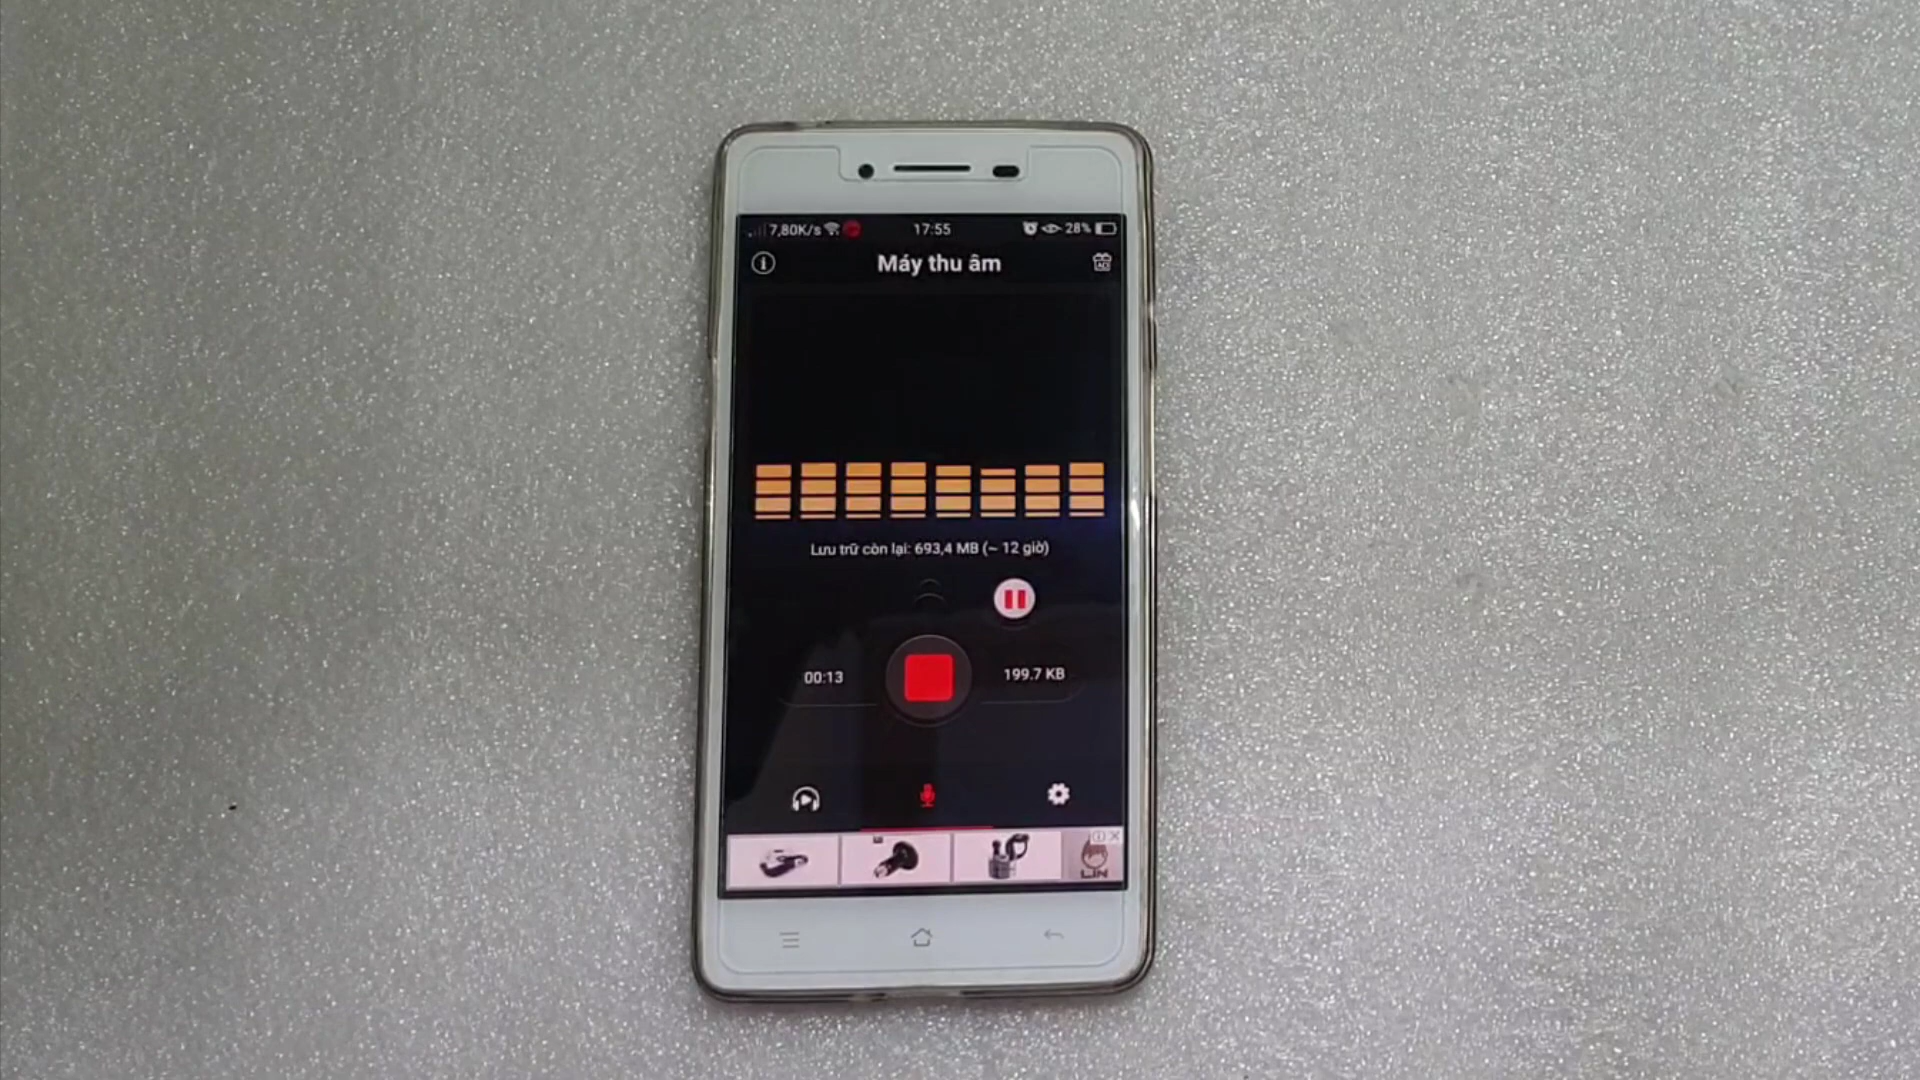 7,80K/s 17:55 28%
Máy thu âm
Lưu trữ còn lại: 693,4 MB (~ 12 giờ)
00:13 199.7 KB
LIN